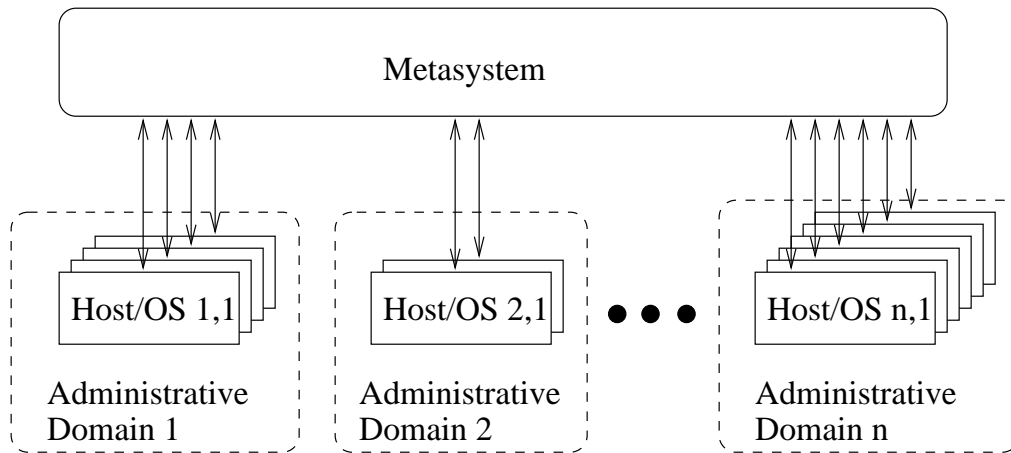 Metasystem
Host/OS 1,1
Host/OS 2,1
Host/OS n,1
Administrative
Domain 1
Administrative
Domain 2
Administrative
Domain n